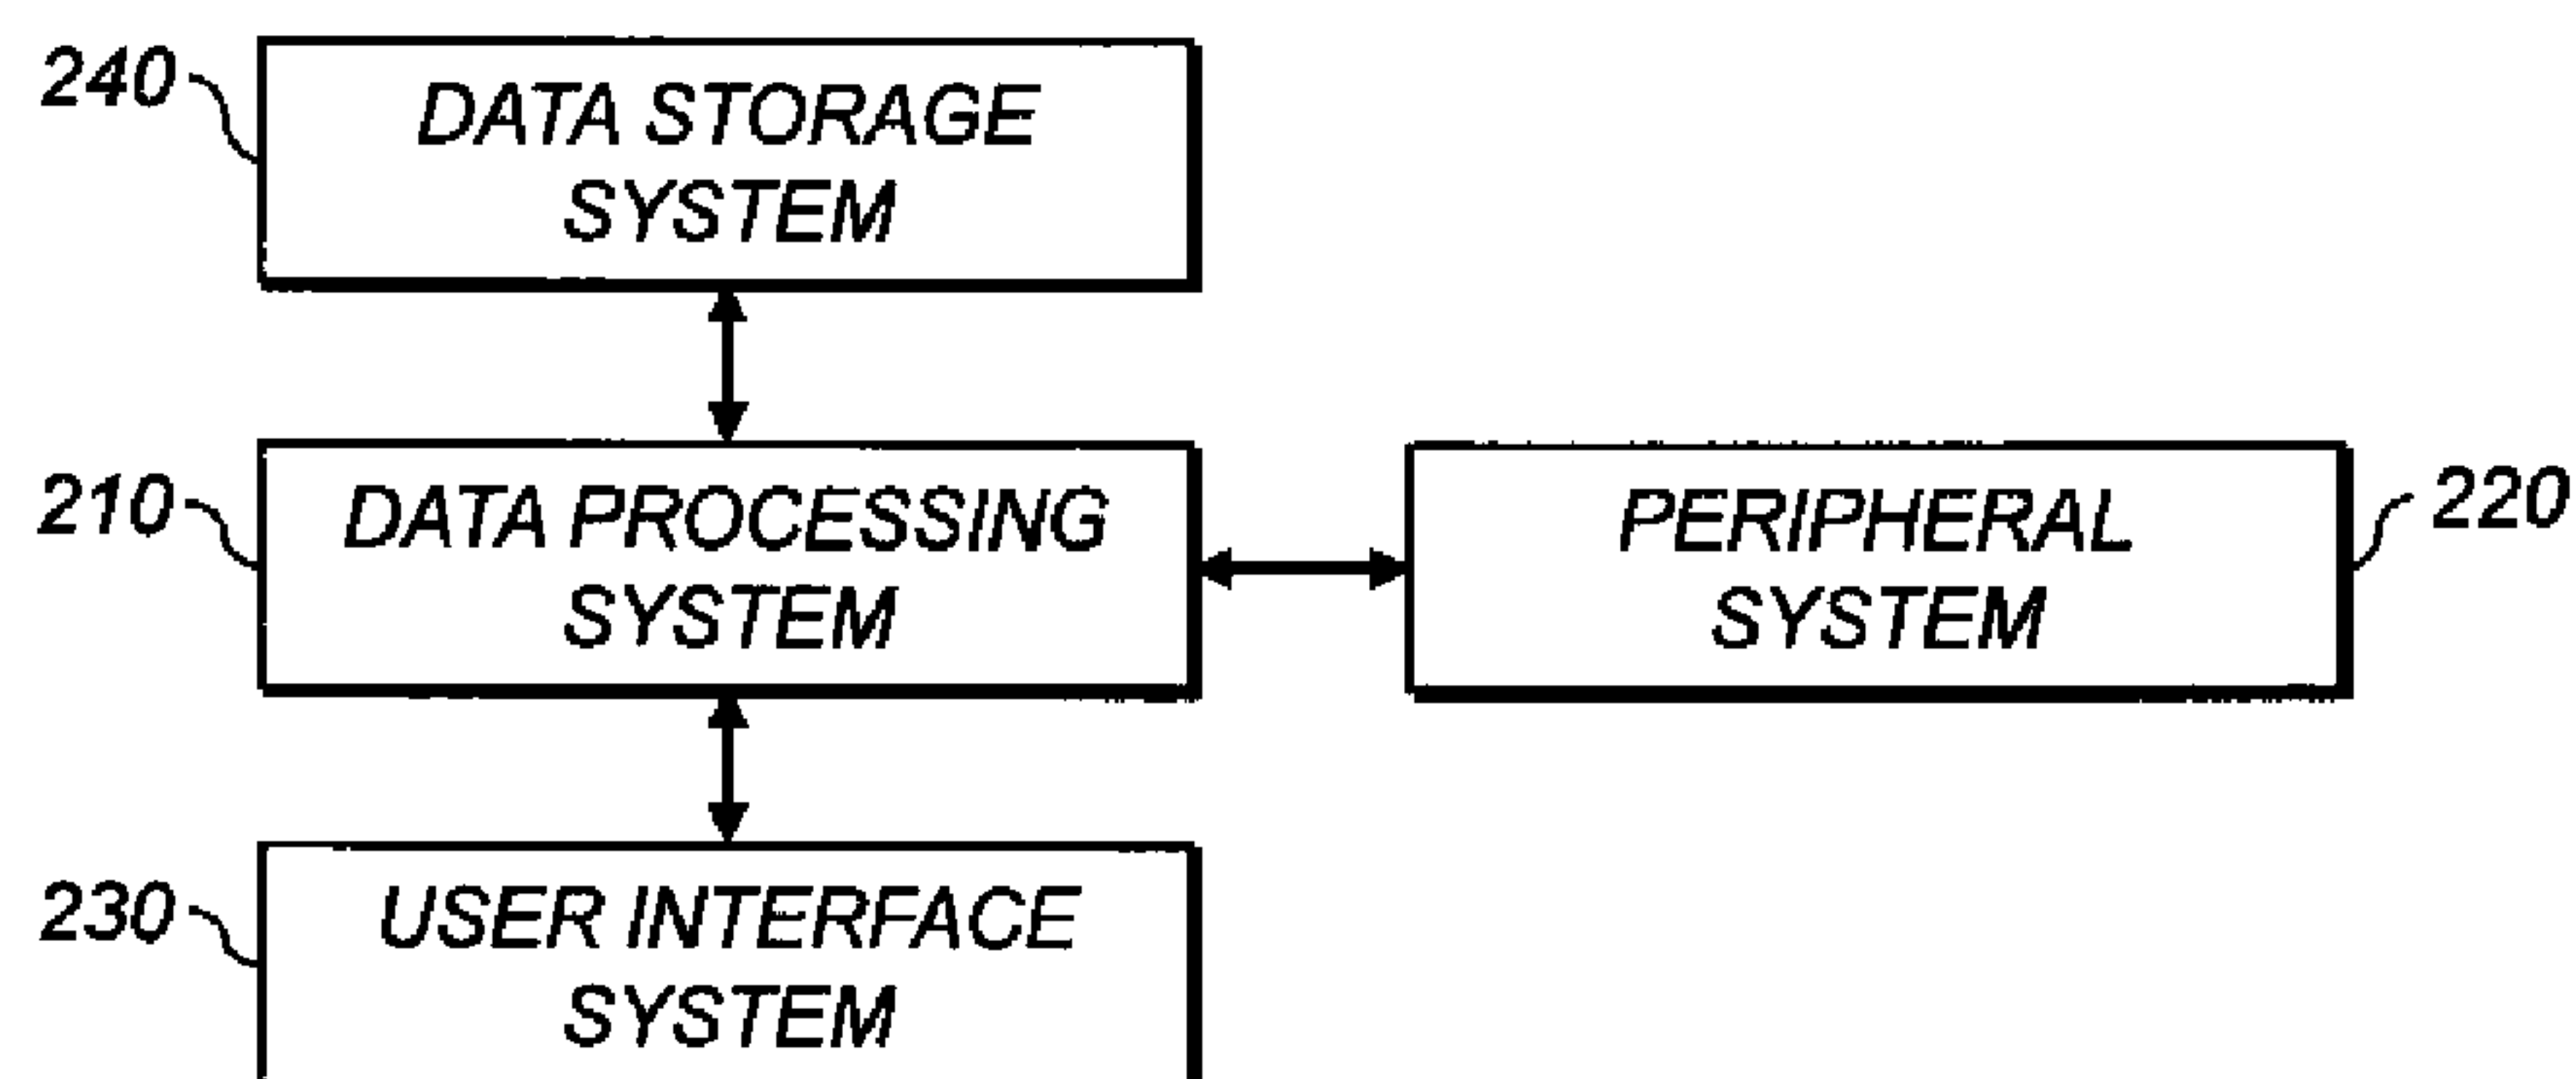 240
DATA STORAGE
SYSTEM
210
DATA PROCESSING
SYSTEM
PERIPHERAL
SYSTEM
220
230
USER INTERFACE
SYSTEM